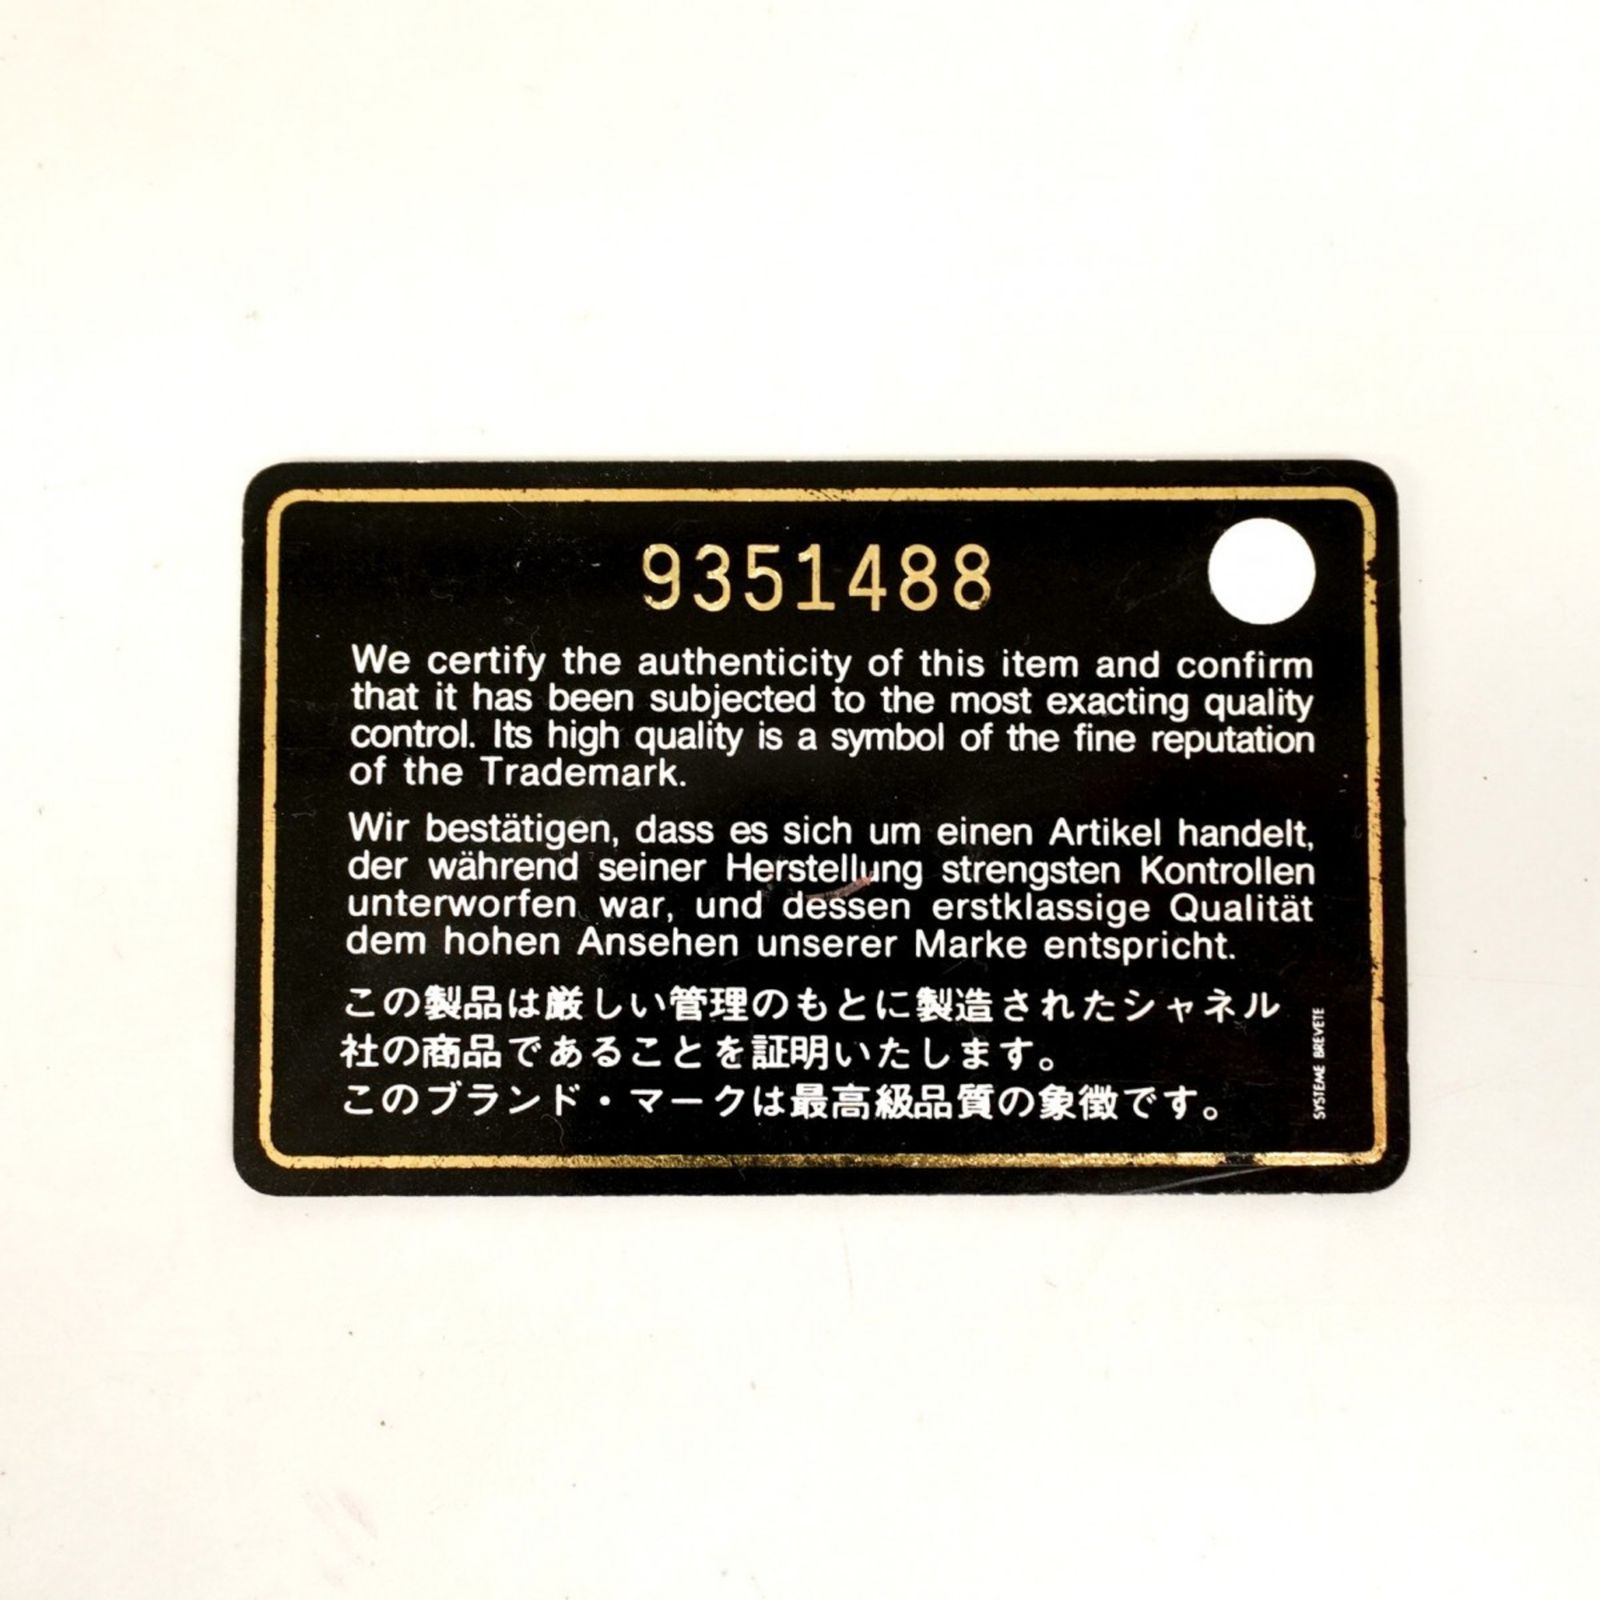 9351488
We certify the authenticity of this item and confirm
that it has been subjected to the most exacting quality
control. Its high quality is a symbol of the fine reputation
of the Trademark.
Wir bestätigen, dass es sich um einen Artikel handelt,
der während seiner Herstellung strengsten Kontrollen
unterworfen war, und dessen erstklassige Qualität
dem hohen Ansehen unserer Marke entspricht.
この製品は厳しい管理のもとに製造されたシャネル
社の商品であることを証明いたします。
このブランド・マークは最高級品質の象徴です。
SYSTEME BREVETE